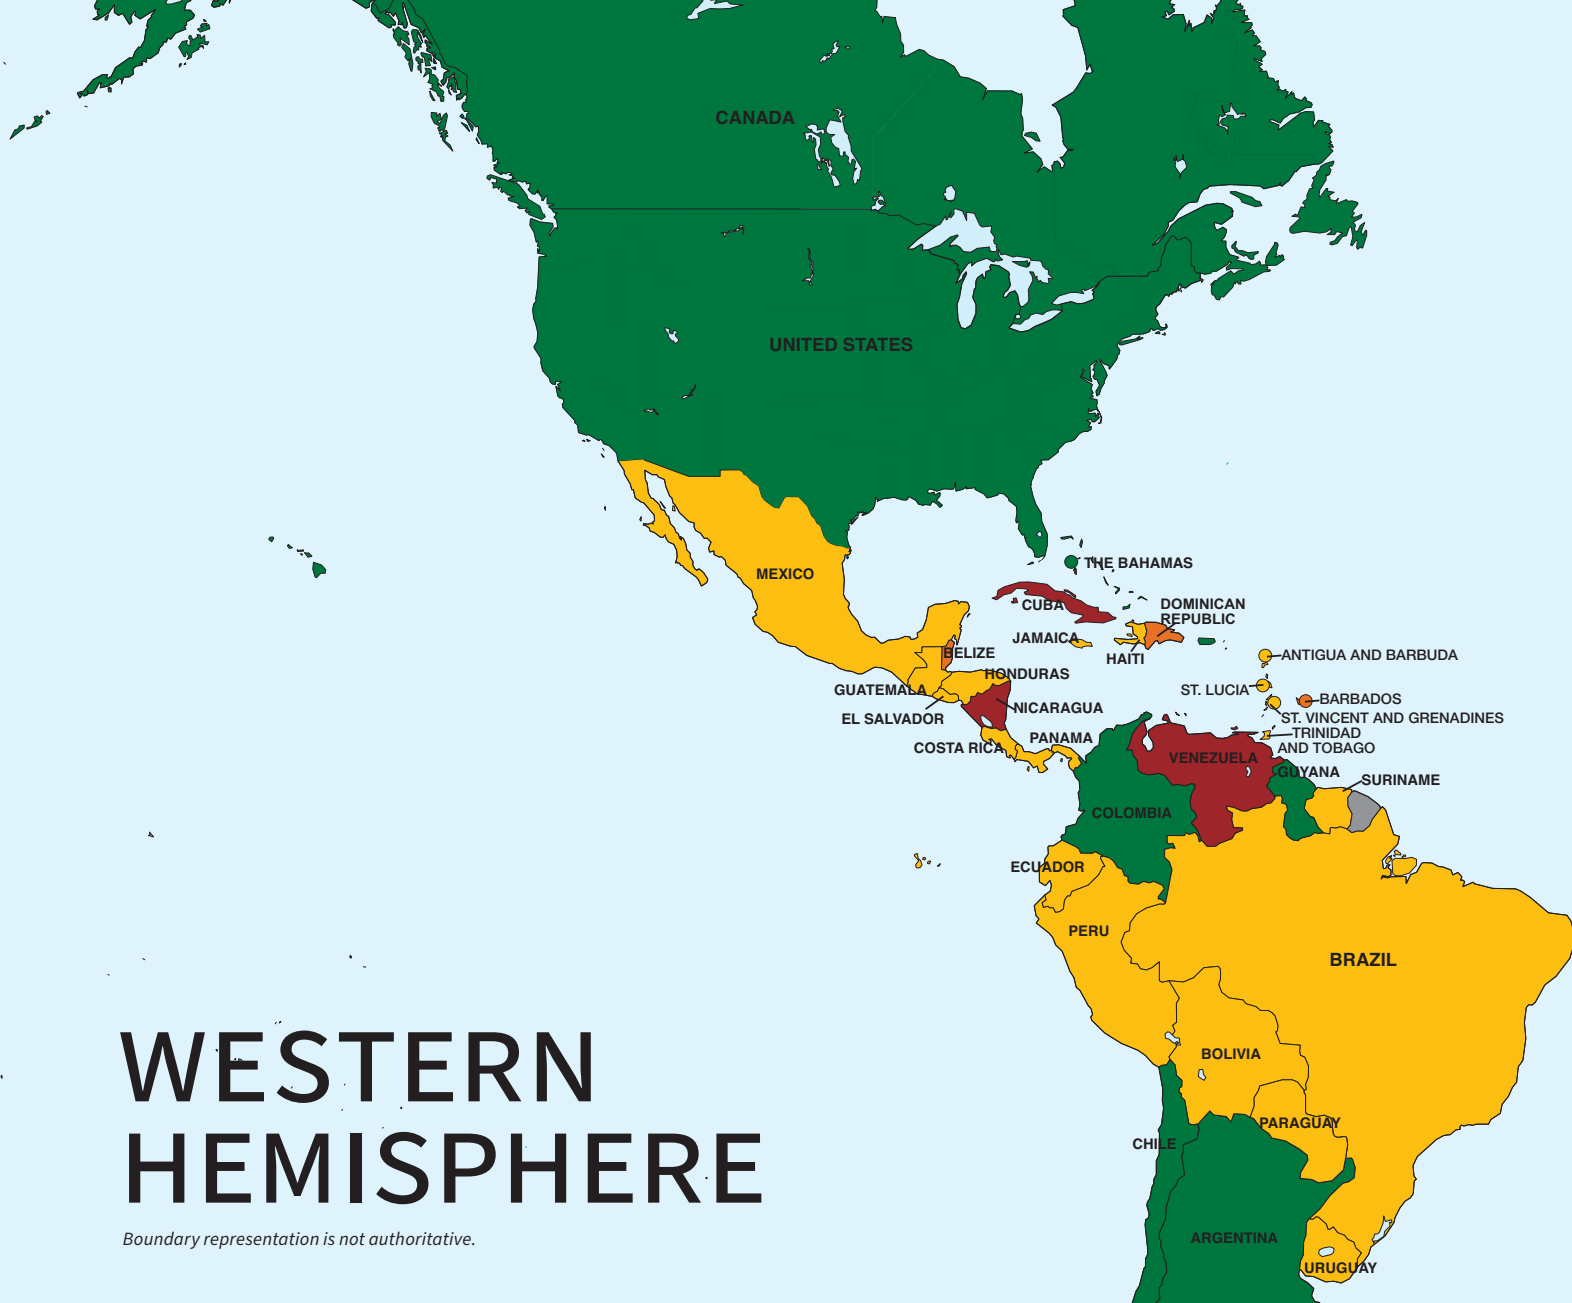 CANADA
UNITED STATES
MEXICO
THE BAHAMAS
CUBA
DOMINICAN
REPUBLIC
JAMAICA
HAITI
BELIZE
ANTIGUA AND BARBUDA
HONDURAS
GUATEMALA
ST. LUCIA
BARBADOS
NICARAGUA
EL SALVADOR
ST. VINCENT AND GRENADINES
TRINIDAD
AND TOBAGO
COSTA RICA
PANAMA
VENEZUELA
GUYANA
SURINAME
COLOMBIA
ECUADOR
PERU
BRAZIL
BOLIVIA
PARAGUAY
CHILE
ARGENTINA
URUGUAY
WESTERN
HEMISPHERE
Boundary representation is not authoritative.